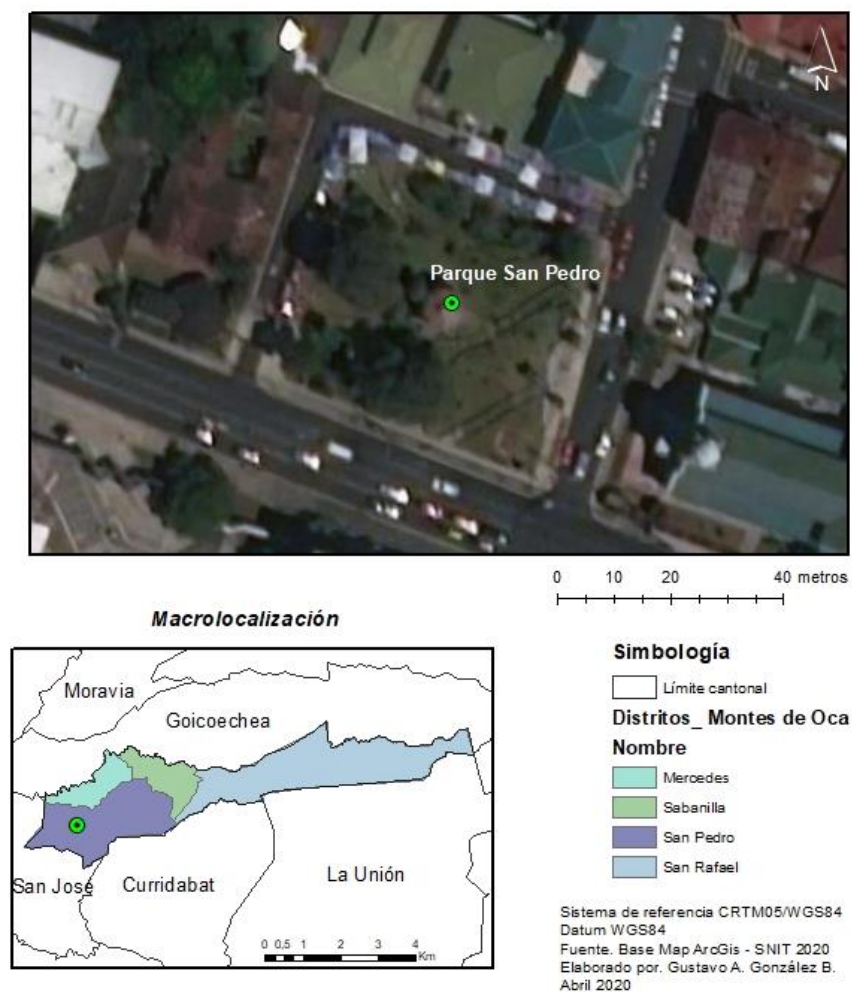 N
Parque San Pedro
0 10 20 40 metros
Macrolocalización
Moravia
Goicoechea
San José
Curridabat
La Unión
0 0,5 1 2 3 4
Km
Simbología
Límite cantonal
Distritos_ Montes de Oca
Nombre
Mercedes
Sabanilla
San Pedro
San Rafael
Sistema de referencia CRTM05/WGS84
Datum WGS84
Fuente. Base Map ArcGis - SNIT 2020
Elaborado por. Gustavo A. González B.
Abril 2020